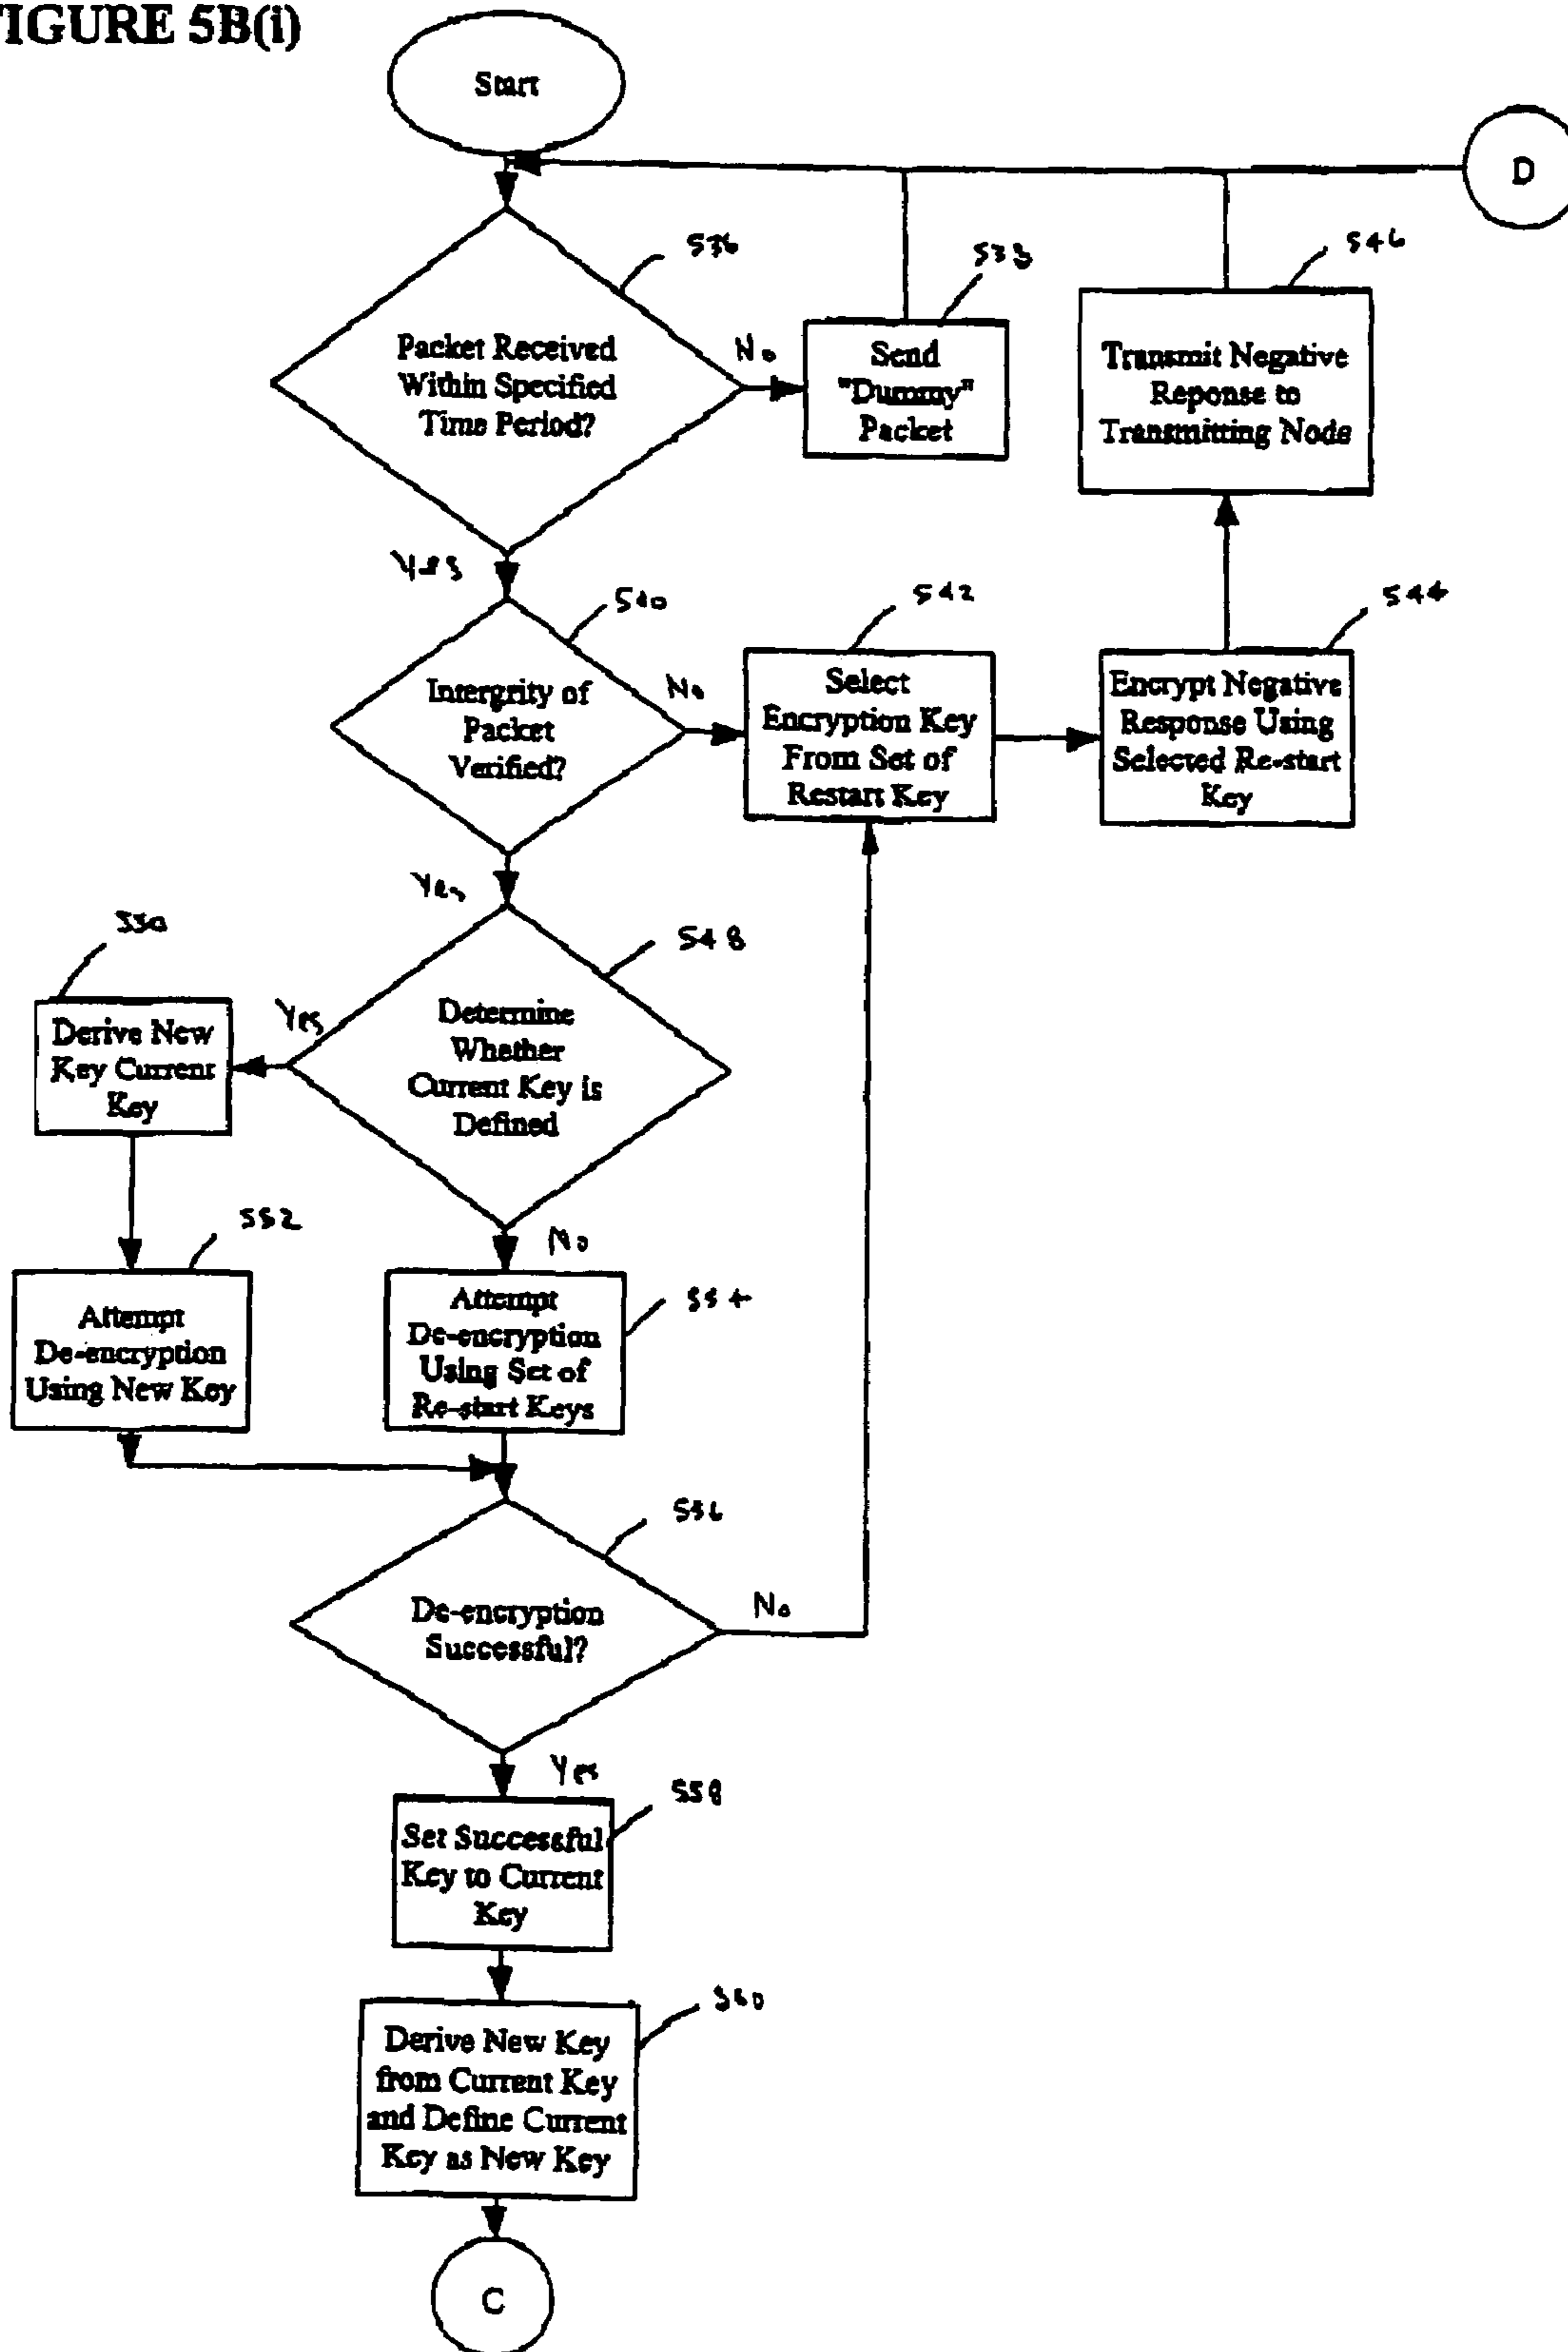 FIGURE 5B(i)
Start
D
536
533
546
Packet Received
Within Specified
Time Period?
No
Send
"Dummy"
Packet
Transmit Negative
Reponse to
Transmitting Node
Yes
540
542
544
Intergrity of
Packet
Verified?
No
Select
Encryption Key
From Set of
Restart Key
Encrypt Negative
Response Using
Selected Re-start
Key
Yes
550
548
Yes
Derive New
Key Current
Key
Determine
Whether
Current Key is
Defined
552
No
554
Attempt
De-encryption
Using New Key
Attempt
De-encryption
Using Set of
Re-start Keys
556
De-encryption
Successful?
No
Yes
558
Set Successful
Key to Current
Key
560
Derive New Key
from Current Key
and Define Current
Key as New Key
C